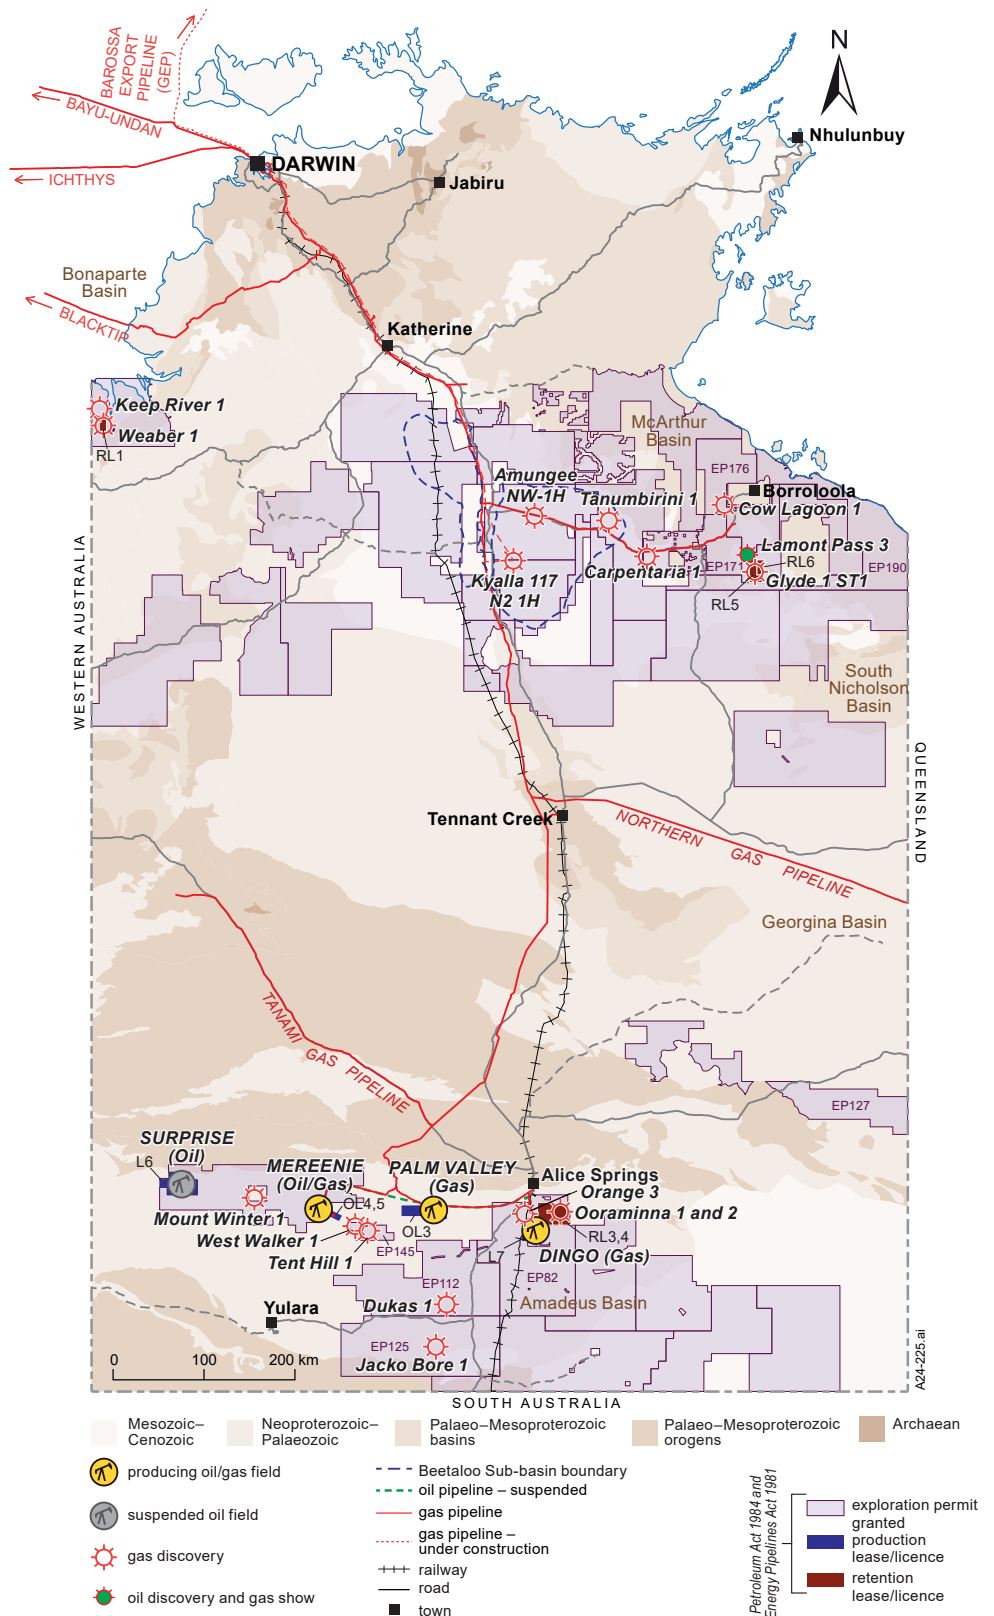 BAROSSA
EXPORT
PIPELINE
(GEP)
N
BAYU-UNDAN
Nhulunbuy
DARWIN
ICHTHYS
Jabiru
Bonaparte
Basin
BLACKTIP
Katherine
Keep River 1
Weaber 1
RL1
McArthur
Basin
EP176
Amungee
NW-1H
Tanumbirini 1
Borroloola
Cow Lagoon 1
Lamont Pass 3
RL6
EP171
EP190
Carpentaria 1
Glyde 1 ST1
Kyalla 117
N2 1H
RL5
WESTERN AUSTRALIA
South
Nicholson
Basin
QUEENSLAND
Tennant Creek
NORTHERN GAS PIPELINE
Georgina Basin
TANAMI GAS PIPELINE
EP127
SURPRISE
(Oil)
L6
MEREENIE
(Oil/Gas)
PALM VALLEY
(Gas)
Alice Springs
Orange 3
OL4,5
Mount Winter 1
Ooraminna 1 and 2
OL3
West Walker 1
RL3,4
EP145
L7
DINGO (Gas)
Tent Hill 1
EP112
EP82
Dukas 1
Amadeus Basin
Yulara
EP125
Jacko Bore 1
0 100 200 km
A24-225.ai
SOUTH AUSTRALIA
Mesozoic–
Cenozoic
Neoproterozoic–
Palaeozoic
Palaeo–Mesoproterozoic
basins
Palaeo–Mesoproterozoic
orogens
Archaean
producing oil/gas field
suspended oil field
gas discovery
oil discovery and gas show
Beetaloo Sub-basin boundary
oil pipeline – suspended
gas pipeline
gas pipeline –
under construction
railway
road
town
Petroleum Act 1984 and
Energy Pipelines Act 1981
exploration permit
granted
production
lease/licence
retention
lease/licence